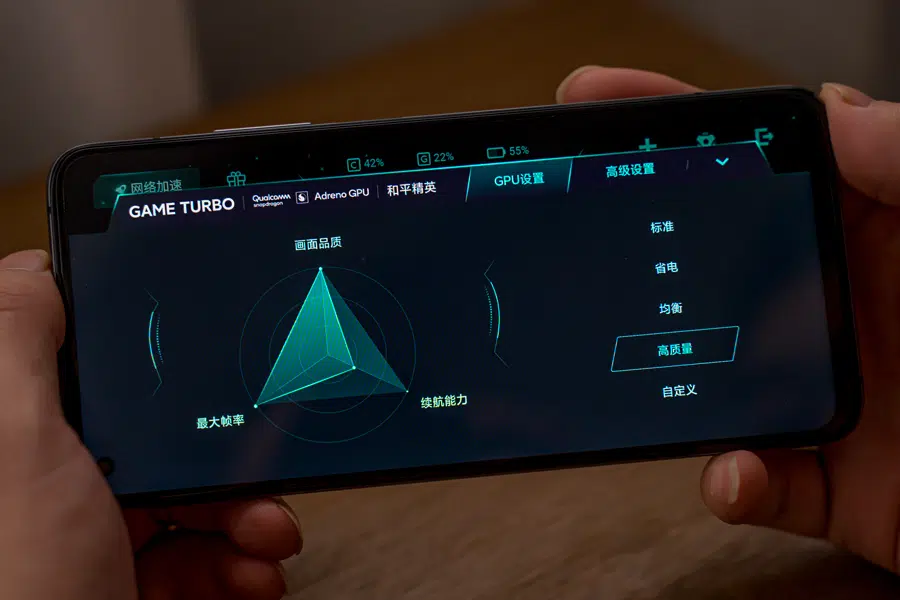 网络加速
C 42%
G 22%
55%
GAME TURBO
Qualcomm
snapdragon
Adreno GPU
和平精英
GPU设置
高级设置
画面品质
最大帧率
续航能力
标准
省电
均衡
高质量
自定义